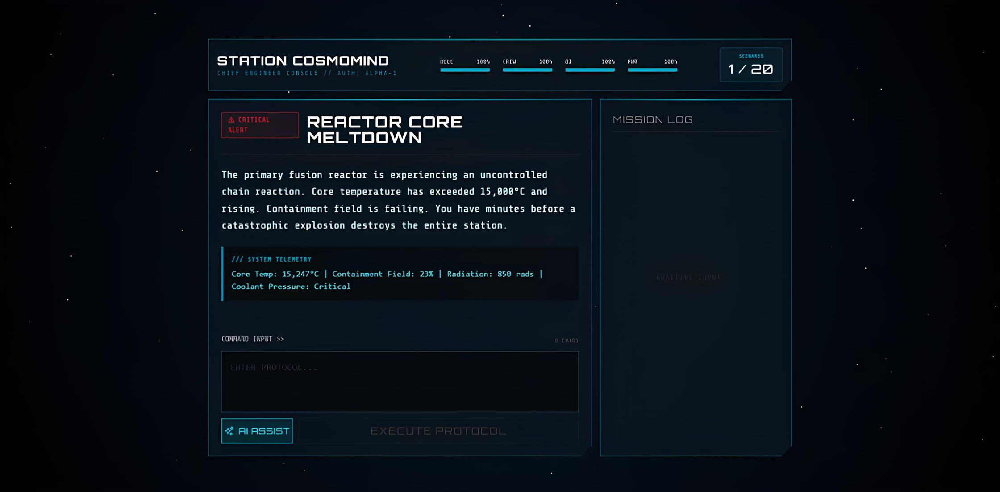 STATION COSMOMIND
CHIEF ENGINEER CONSOLE // AUTH: ALPHA-1
HULL 100%
CREW 100%
O2 100%
PWR 100%
SCENARIO
1 / 20
⚠ CRITICAL
ALERT
REACTOR CORE
MELTDOWN
The primary fusion reactor is experiencing an uncontrolled
chain reaction. Core temperature has exceeded 15,000°C and
rising. Containment field is failing. You have minutes before a
catastrophic explosion destroys the entire station.
/// SYSTEM TELEMETRY
Core Temp: 15,247°C | Containment Field: 23% | Radiation: 850 rads |
Coolant Pressure: Critical
COMMAND INPUT >>
0 CHARS
ENTER PROTOCOL...
AI ASSIST
EXECUTE PROTOCOL
MISSION LOG
AWAITING INPUT